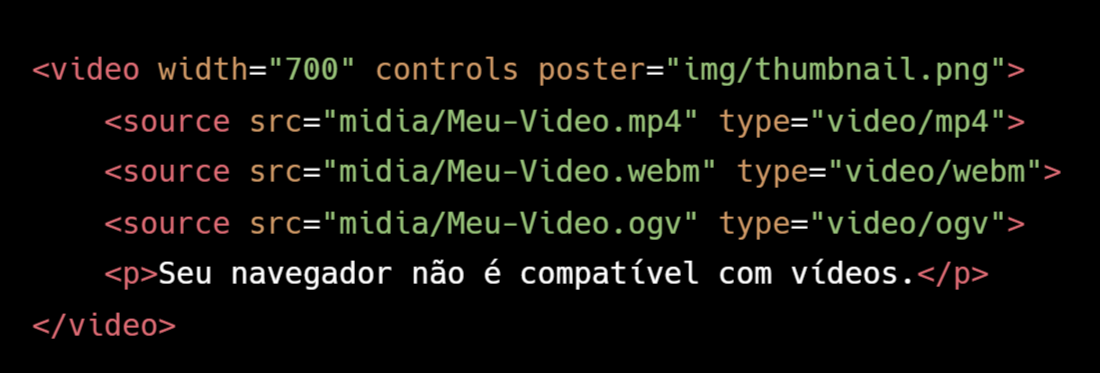 <video width="700" controls poster="img/thumbnail.png">
<source src="midia/Meu-Video.mp4" type="video/mp4">
<source src="midia/Meu-Video.webm" type="video/webm">
<source src="midia/Meu-Video.ogv" type="video/ogv">
<p>Seu navegador não é compatível com vídeos.</p>
</video>